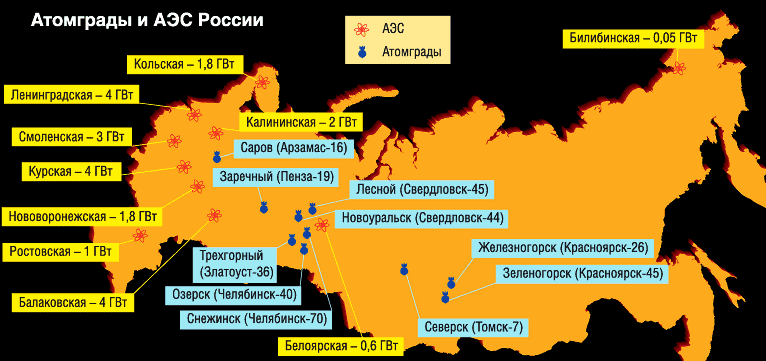 Атомграды и АЭС России
АЭС
Атомграды
Билибинская – 0,05 ГВт
Кольская – 1,8 ГВт
Ленинградская – 4 ГВт
Калининская – 2 ГВт
Смоленская – 3 ГВт
Саров (Арзамас-16)
Курская – 4 ГВт
Заречный (Пенза-19)
Лесной (Свердловск-45)
Нововоронежская – 1,8 ГВт
Новоуральск (Свердловск-44)
Ростовская – 1 ГВт
Трехгорный
(Златоуст-36)
Железногорск (Красноярск-26)
Зеленогорск (Красноярск-45)
Балаковская – 4 ГВт
Озерск (Челябинск-40)
Снежинск (Челябинск-70)
Северск (Томск-7)
Белоярская – 0,6 ГВт